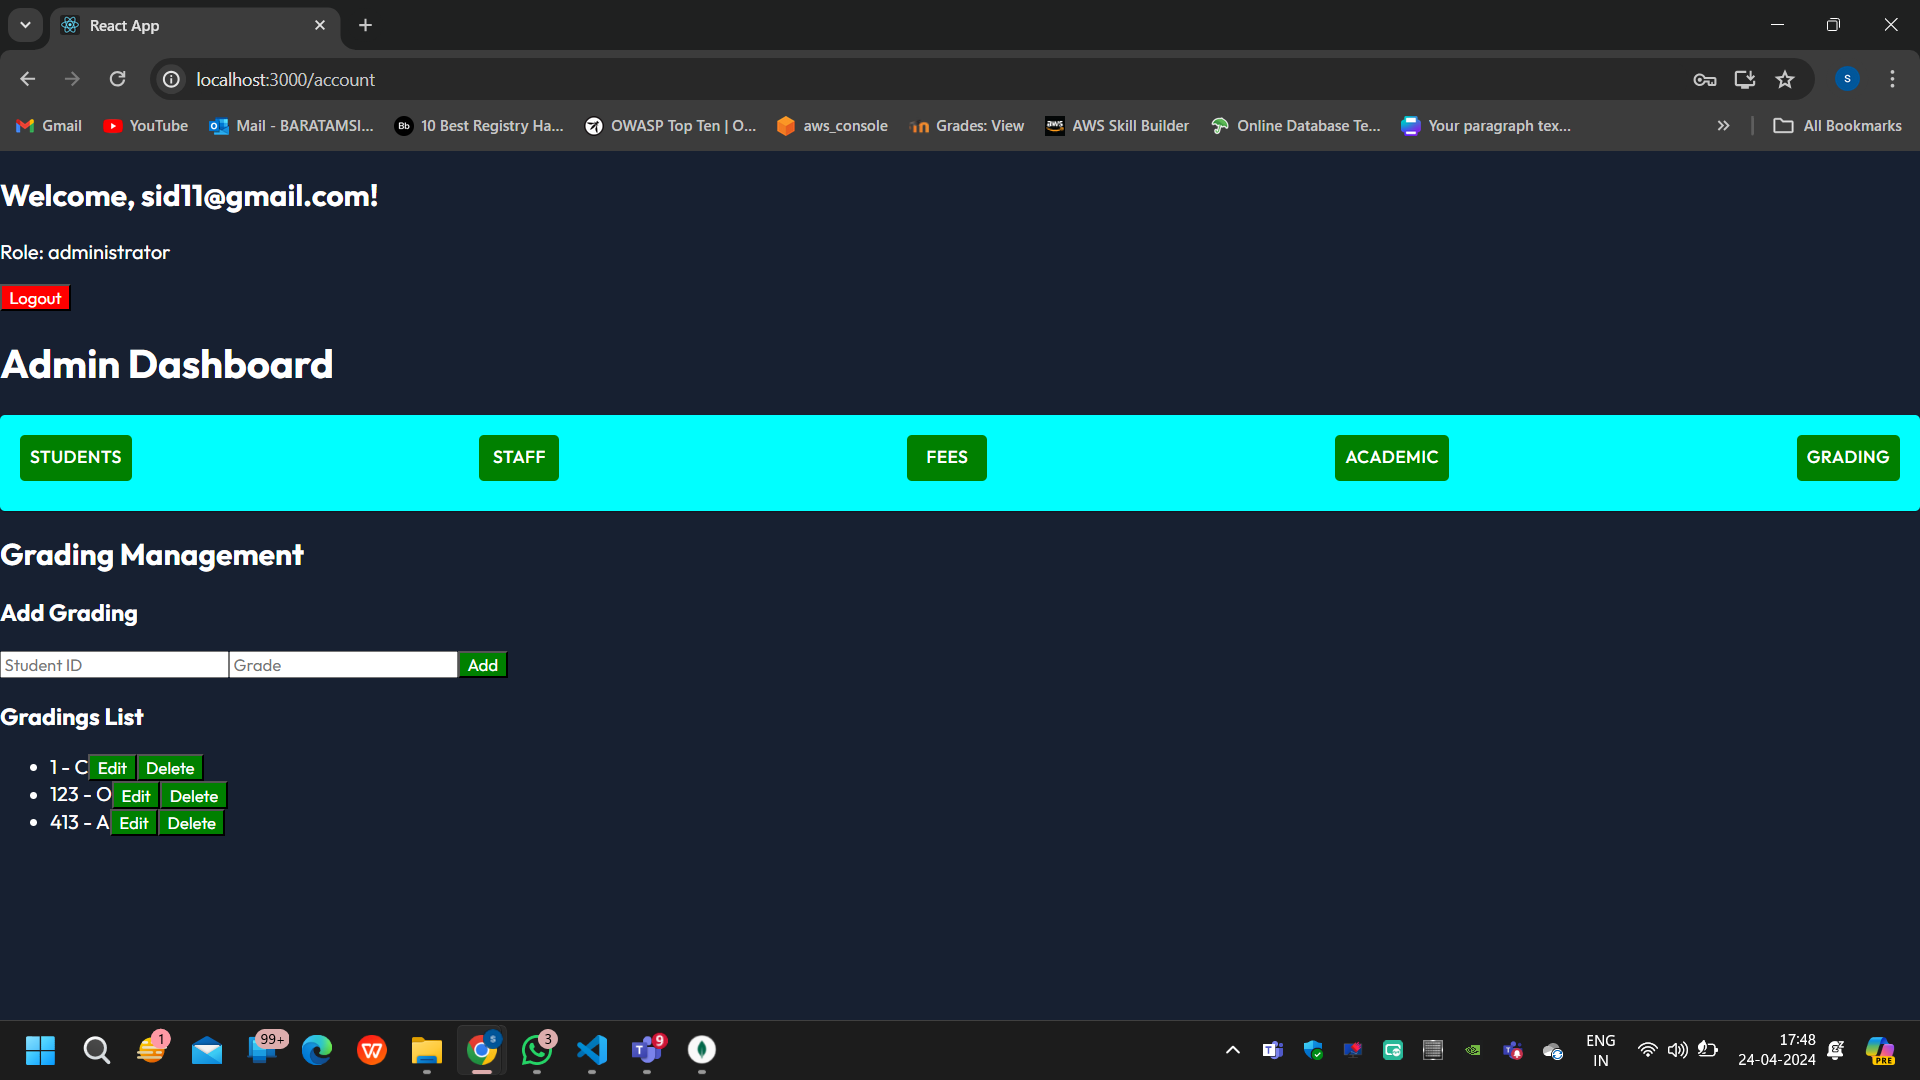 React App
localhost:3000/account
Gmail
YouTube
Mail - BARATAMSI...
Bb
10 Best Registry Ha...
OWASP Top Ten | O...
aws_console
Grades: View
aws
AWS Skill Builder
Online Database Te...
Your paragraph tex...
All Bookmarks
S
Welcome, sid11@gmail.com!
Role: administrator
Logout
Admin Dashboard
STUDENTS
STAFF
FEES
ACADEMIC
GRADING
Grading Management
Add Grading
Student ID
Grade
Add
Gradings List
1 - C Edit Delete
123 - O Edit Delete
413 - A Edit Delete
1
99+
W
S
3
9
ENG
IN
17:48
24-04-2024
PRE